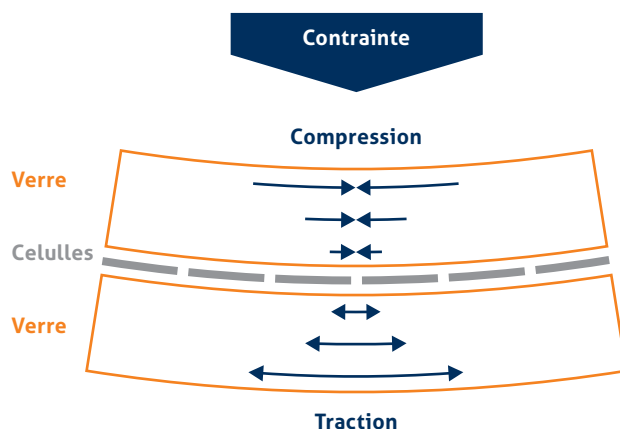 Contrainte
Compression
Verre
Celulles
Verre
Traction